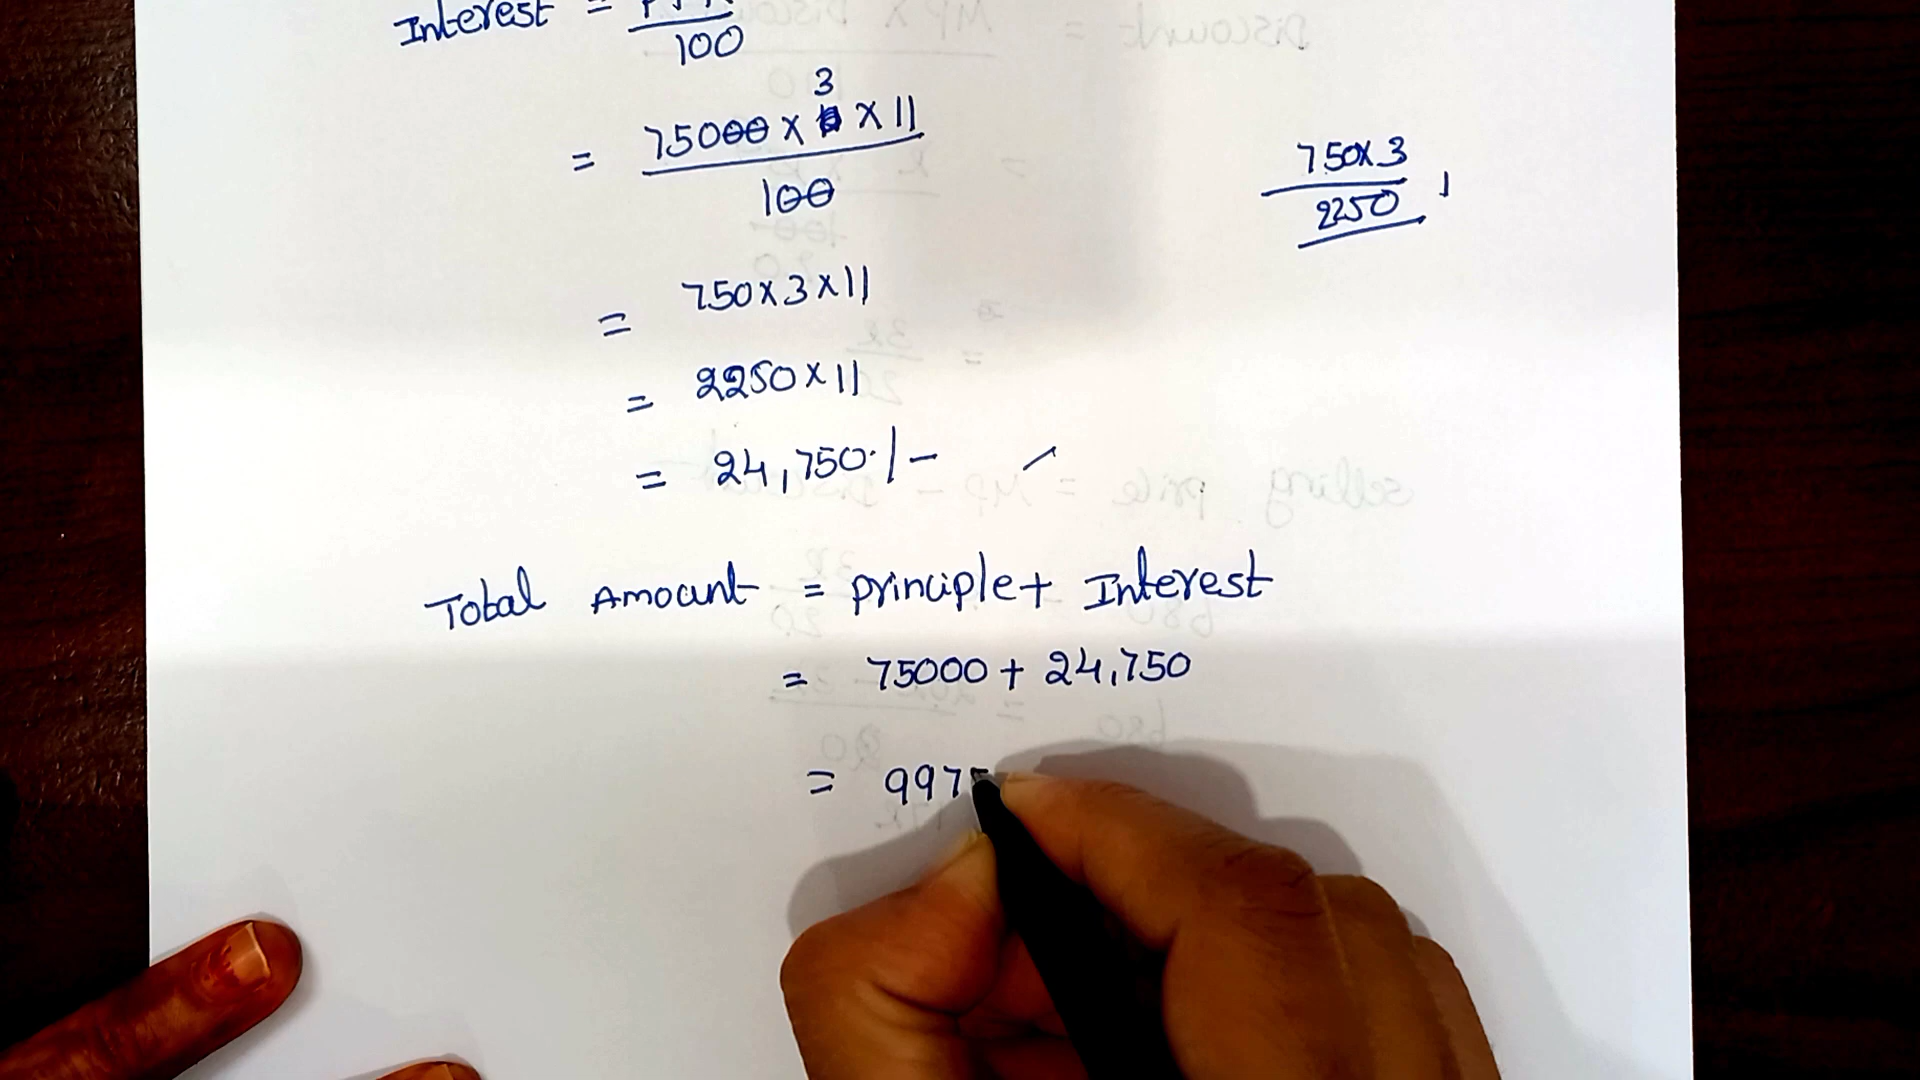 Interest =
100
3
= 75000 x x 11
100
750x3
2250
= 750x3x11
= 2250x11
= 24,750./-
Total Amount = principle+ Interest
= 75000+ 24,750
= 997